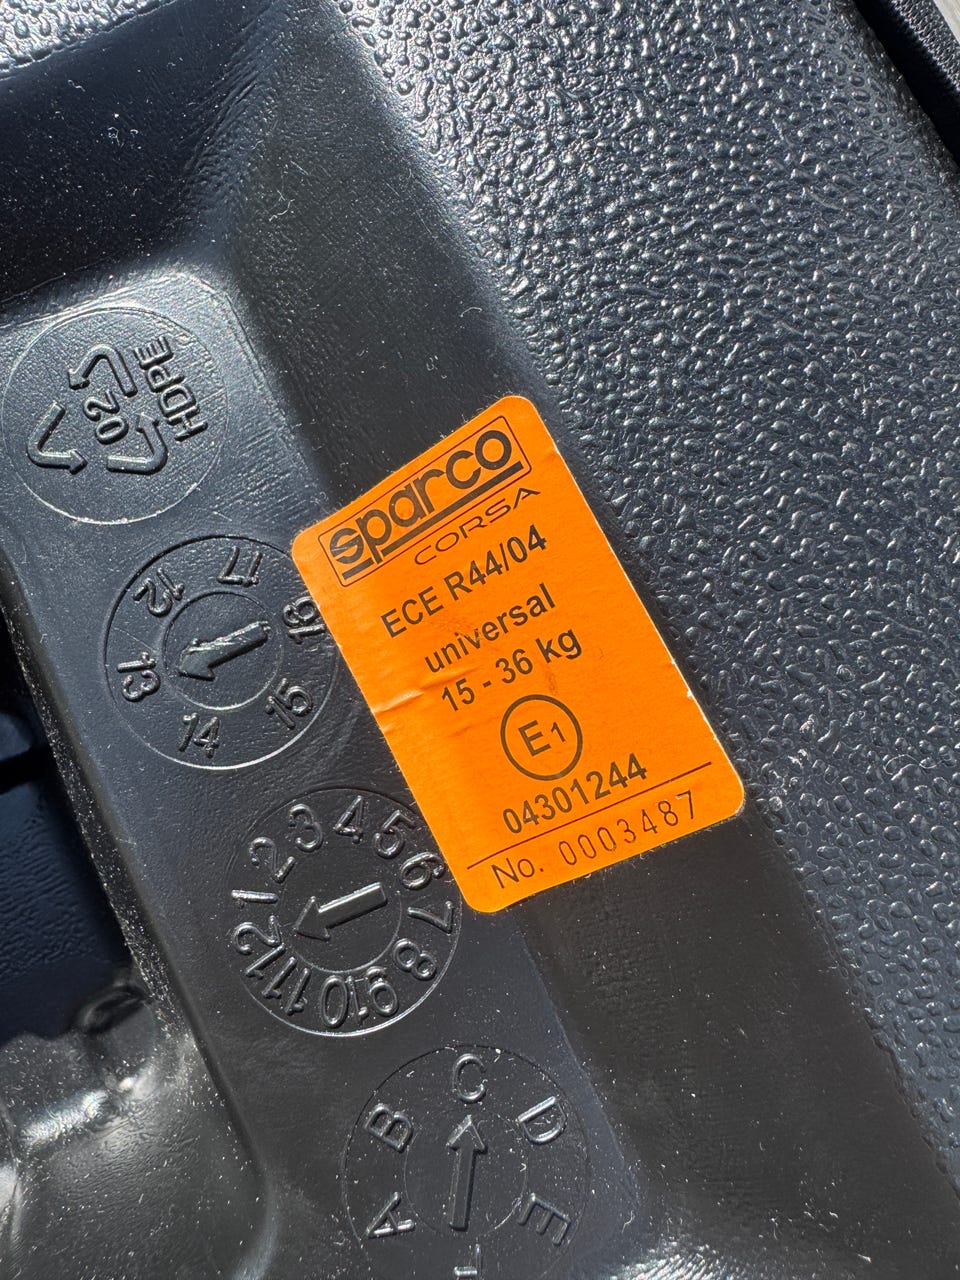 02
HDPE
sparco
CORSA
ECE R44/04
universal
15 - 36 kg
E1
04301244
No. 0003487
11 12 13 14 15 16
1 2 3 4 5 6 7 8 9 10 11 12
A B C D E